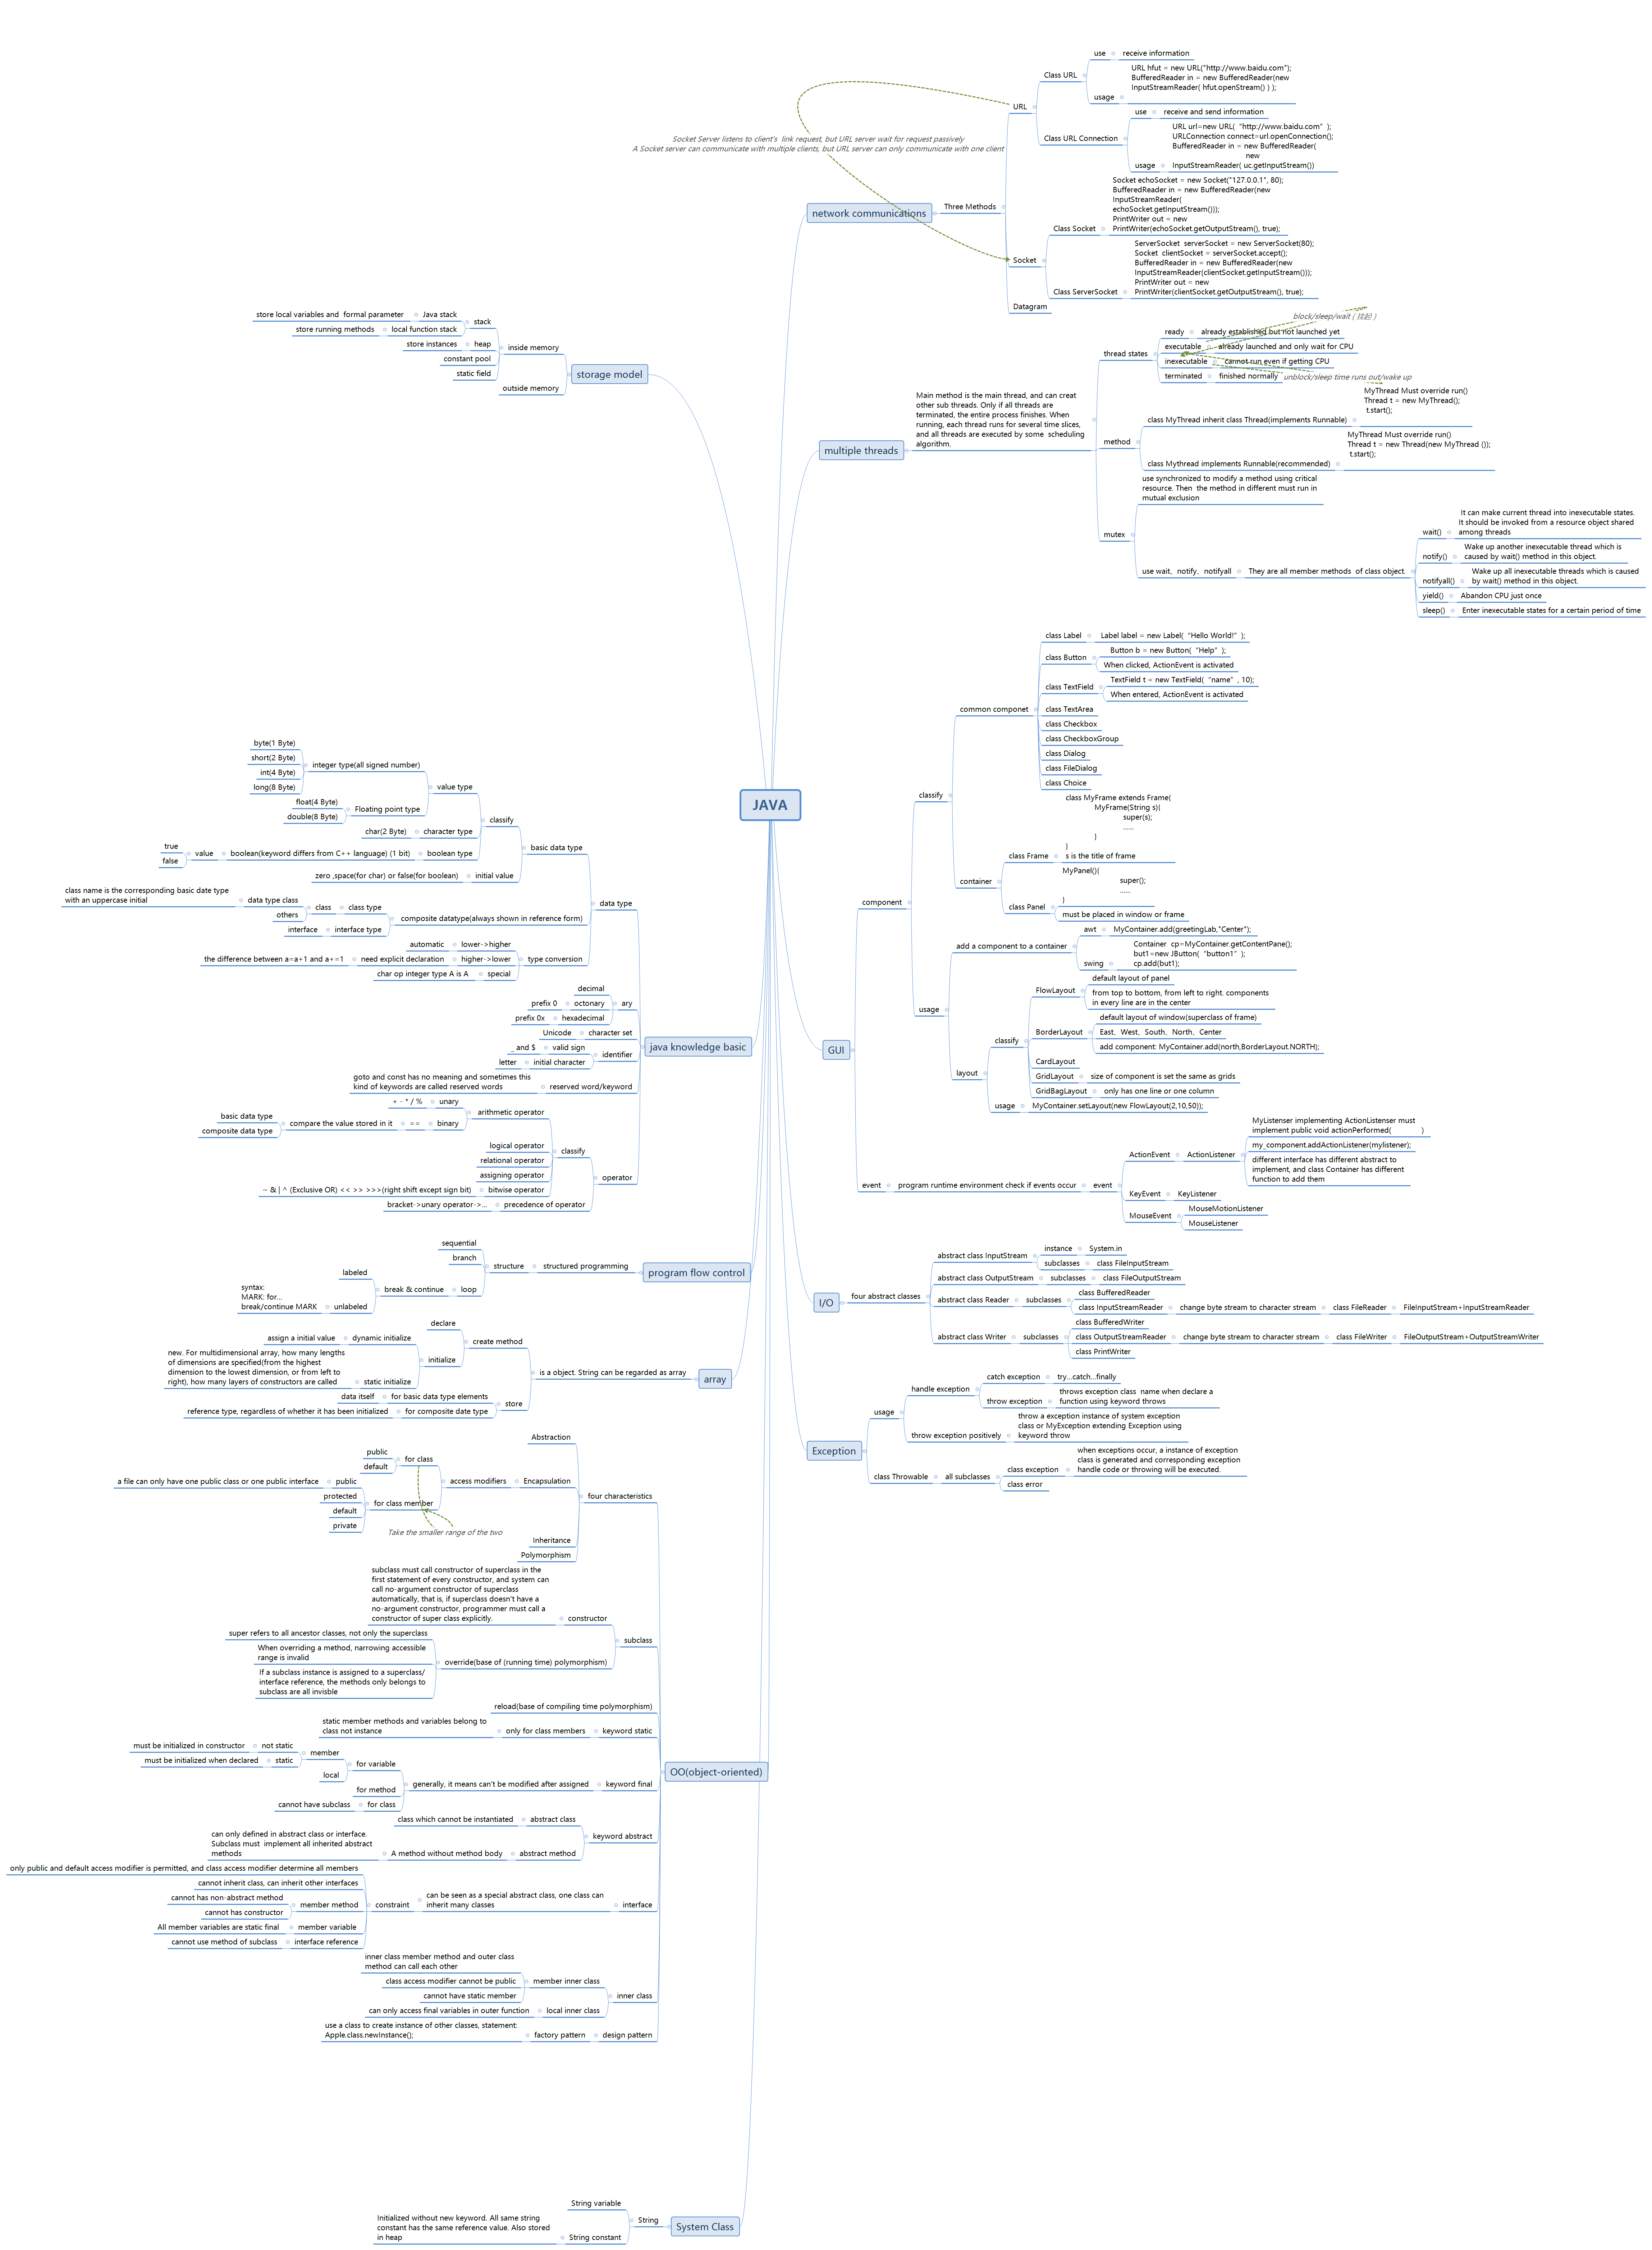 JAVA
network communications
Three Methods
URL
Class URL
use
receive information
usage
URL hfut = new URL("http://www.baidu.com");
BufferedReader in = new BufferedReader(new
InputStreamReader( hfut.openStream() ) );
Class URL Connection
use
receive and send information
usage
URL url=new URL( "http://www.baidu.com" );
URLConnection connect=url.openConnection();
BufferedReader in = new BufferedReader(
new
InputStreamReader( uc.getInputStream())
Socket Server listens to client's link request, but URL server wait for request passively
A Socket server can communicate with multiple clients, but URL server can only communicate with one client
Socket
Class Socket
Socket echoSocket = new Socket("127.0.0.1", 80);
BufferedReader in = new BufferedReader(new
InputStreamReader(
echoSocket.getInputStream()));
PrintWriter out = new
PrintWriter(echoSocket.getOutputStream(), true);
Class ServerSocket
ServerSocket serverSocket = new ServerSocket(80);
Socket clientSocket = serverSocket.accept();
BufferedReader in = new BufferedReader(new
InputStreamReader(clientSocket.getInputStream()));
PrintWriter out = new
PrintWriter(clientSocket.getOutputStream(), true);
Datagram
multiple threads
Main method is the main thread, and can creat
other sub threads. Only if all threads are
terminated, the entire process finishes. When
running, each thread runs for several time slices,
and all threads are executed by some scheduling
algorithm.
thread states
ready
already established but not launched yet
executable
already launched and only wait for CPU
inexecutable
cannot run even if getting CPU
terminated
finished normally
block/sleep/wait ( 挂起 )
unblock/sleep time runs out/wake up
method
class MyThread inherit class Thread(implements Runnable)
MyThread Must override run()
Thread t = new MyThread();
t.start();
class Mythread implements Runnable(recommended)
MyThread Must override run()
Thread t = new Thread(new MyThread ());
t.start();
mutex
use synchronized to modify a method using critical
resource. Then the method in different must run in
mutual exclusion
use wait、notify、notifyall
They are all member methods of class object.
wait()
It can make current thread into inexecutable states.
It should be invoked from a resource object shared
among threads
notify()
Wake up another inexecutable thread which is
caused by wait() method in this object.
notifyall()
Wake up all inexecutable threads which is caused
by wait() method in this object.
yield()
Abandon CPU just once
sleep()
Enter inexecutable states for a certain period of time
GUI
component
classify
common componet
class Label
Label label = new Label( "Hello World!" );
class Button
Button b = new Button( "Help" );
When clicked, ActionEvent is activated
class TextField
TextField t = new TextField( "name" , 10);
When entered, ActionEvent is activated
class TextArea
class Checkbox
class CheckboxGroup
class Dialog
class FileDialog
class Choice
container
class Frame
class MyFrame extends Frame{
MyFrame(String s){
super(s);
......
}
}
s is the title of frame
class Panel
MyPanel(){
super();
......
}
must be placed in window or frame
usage
add a component to a container
awt
MyContainer.add(greetingLab,"Center");
swing
Container cp=MyContainer.getContentPane();
but1=new JButton( "button1" );
cp.add(but1);
layout
classify
FlowLayout
default layout of panel
from top to bottom, from left to right. components
in every line are in the center
BorderLayout
default layout of window(superclass of frame)
East、West、South、North、Center
add component: MyContainer.add(north,BorderLayout.NORTH);
CardLayout
GridLayout
size of component is set the same as grids
GridBagLayout
only has one line or one column
usage
MyContainer.setLayout(new FlowLayout(2,10,50));
event
program runtime environment check if events occur
event
ActionEvent
ActionListener
MyListenser implementing ActionListenser must
implement public void actionPerformed( )
my_component.addActionListener(mylistener);
different interface has different abstract to
implement, and class Container has different
function to add them
KeyEvent
KeyListener
MouseEvent
MouseMotionListener
MouseListener
I/O
four abstract classes
abstract class InputStream
instance
System.in
subclasses
class FileInputStream
abstract class OutputStream
subclasses
class FileOutputStream
abstract class Reader
subclasses
class BufferedReader
class InputStreamReader
change byte stream to character stream
class FileReader
FileInputStream+InputStreamReader
abstract class Writer
subclasses
class BufferedWriter
class OutputStreamReader
change byte stream to character stream
class FileWriter
FileOutputStream+OutputStreamWriter
class PrintWriter
Exception
usage
handle exception
catch exception
try...catch...finally
throw exception
throws exception class name when declare a
function using keyword throws
throw exception positively
throw a exception instance of system exception
class or MyException extending Exception using
keyword throw
class Throwable
all subclasses
class exception
when exceptions occur, a instance of exception
class is generated and corresponding exception
handle code or throwing will be executed.
class error
storage model
inside memory
stack
Java stack
store local variables and formal parameter
local function stack
store running methods
heap
store instances
constant pool
static field
outside memory
java knowledge basic
data type
basic data type
classify
value type
integer type(all signed number)
byte(1 Byte)
short(2 Byte)
int(4 Byte)
long(8 Byte)
Floating point type
float(4 Byte)
double(8 Byte)
character type
char(2 Byte)
boolean type
boolean(keyword differs from C++ language) (1 bit)
value
true
false
initial value
zero ,space(for char) or false(for boolean)
composite datatype(always shown in reference form)
class type
class
data type class
class name is the corresponding basic date type
with an uppercase initial
others
interface type
interface
type conversion
lower->higher
automatic
higher->lower
need explicit declaration
the difference between a=a+1 and a+=1
special
char op integer type A is A
ary
decimal
octonary
prefix 0
hexadecimal
prefix 0x
character set
Unicode
identifier
valid sign
_ and $
initial character
letter
reserved word/keyword
goto and const has no meaning and sometimes this
kind of keywords are called reserved words
operator
classify
arithmetic operator
unary
+ - * / %
binary
==
compare the value stored in it
basic data type
composite data type
logical operator
relational operator
assigning operator
bitwise operator
~ & | ^ (Exclusive OR) << >> >>>(right shift except sign bit)
precedence of operator
bracket->unary operator->...
program flow control
structured programming
structure
sequential
branch
loop
break & continue
labeled
unlabeled
syntax:
MARK: for...
break/continue MARK
array
is a object. String can be regarded as array
create method
declare
initialize
dynamic initialize
assign a initial value
static initialize
new. For multidimensional array, how many lengths
of dimensions are specified(from the highest
dimension to the lowest dimension, or from left to
right), how many layers of constructors are called
store
for basic data type elements
data itself
for composite date type
reference type, regardless of whether it has been initialized
OO(object-oriented)
four characteristics
Abstraction
Encapsulation
access modifiers
for class
public
default
for class member
public
a file can only have one public class or one public interface
protected
default
private
Take the smaller range of the two
Inheritance
Polymorphism
subclass
constructor
subclass must call constructor of superclass in the
first statement of every constructor, and system can
call no-argument constructor of superclass
automatically, that is, if superclass doesn't have a
no-argument constructor, programmer must call a
constructor of super class explicitly.
override(base of (running time) polymorphism)
super refers to all ancestor classes, not only the superclass
When overriding a method, narrowing accessible
range is invalid
If a subclass instance is assigned to a superclass/
interface reference, the methods only belongs to
subclass are all invisble
reload(base of compiling time polymorphism)
keyword static
only for class members
static member methods and variables belong to
class not instance
keyword final
generally, it means can't be modified after assigned
for variable
member
not static
must be initialized in constructor
static
must be initialized when declared
local
for method
for class
cannot have subclass
keyword abstract
abstract class
class which cannot be instantiated
abstract method
A method without method body
can only defined in abstract class or interface.
Subclass must implement all inherited abstract
methods
interface
can be seen as a special abstract class, one class can
inherit many classes
constraint
only public and default access modifier is permitted, and class access modifier determine all members
cannot inherit class, can inherit other interfaces
member method
cannot has non-abstract method
cannot has constructor
member variable
All member variables are static final
interface reference
cannot use method of subclass
inner class
member inner class
inner class member method and outer class
method can call each other
class access modifier cannot be public
cannot have static member
local inner class
can only access final variables in outer function
design pattern
factory pattern
use a class to create instance of other classes, statement:
Apple.class.newInstance();
System Class
String
String variable
String constant
Initialized without new keyword. All same string
constant has the same reference value. Also stored
in heap